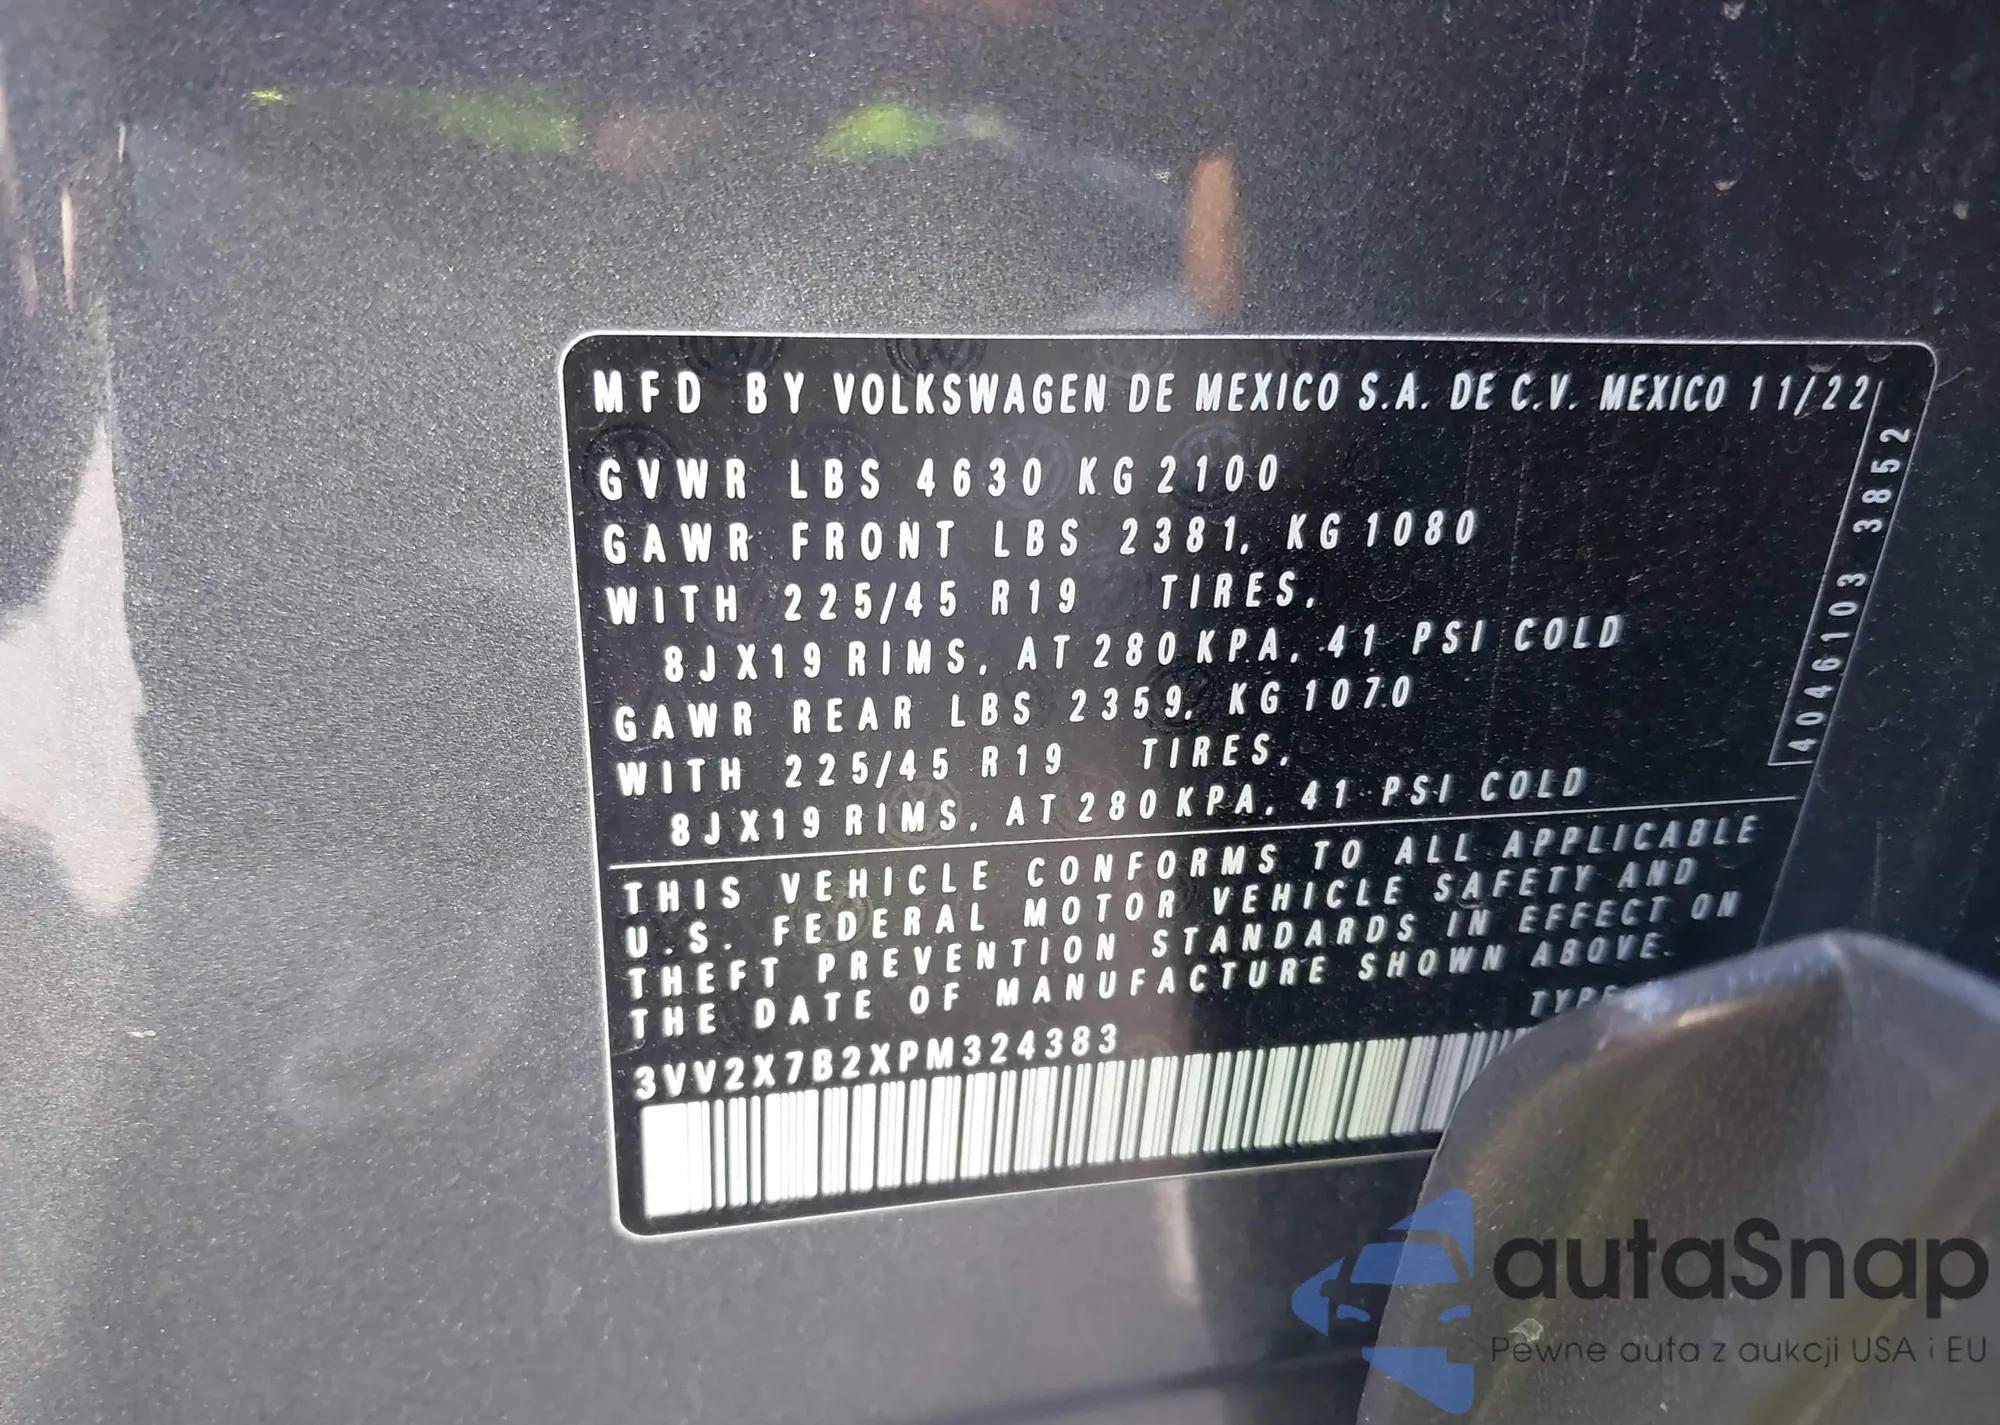 MFD BY VOLKSWAGEN DE MEXICO S.A. DE C.V. MEXICO 11/22
GVWR LBS 4630 KG 2100
GAWR FRONT LBS 2381, KG 1080
WITH 225/45 R19 TIRES,
8JX19 RIMS, AT 280 KPA, 41 PSI COLD
GAWR REAR LBS 2359, KG 1070
WITH 225/45 R19 TIRES,
8JX19 RIMS, AT 280 KPA, 41 PSI COLD
4046103 3852
THIS VEHICLE CONFORMS TO ALL APPLICABLE
U.S. FEDERAL MOTOR VEHICLE SAFETY AND
THEFT PREVENTION STANDARDS IN EFFECT ON
THE DATE OF MANUFACTURE SHOWN ABOVE.
TYPE
3VV2X7B2XPM324383
autaSnap
Pewne auta z aukcji USA i EU